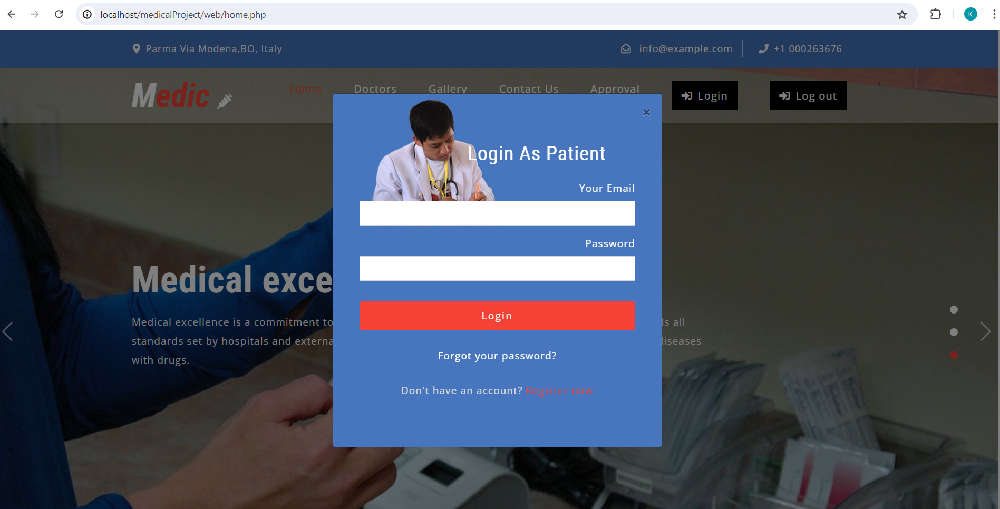 localhost/medicalProject/web/home.php
K
Parma Via Modena,BO, Italy
info@example.com
+1 000263676
Medic
Home
Doctors
Gallery
Contact Us
Approval
Login
Log out
×
Login As Patient
Your Email
Password
Login
Forgot your password?
Don't have an account? Register now
Medical exce
Medical excellence is a commitment to
ls all
standards set by hospitals and externa
diseases
with drugs.